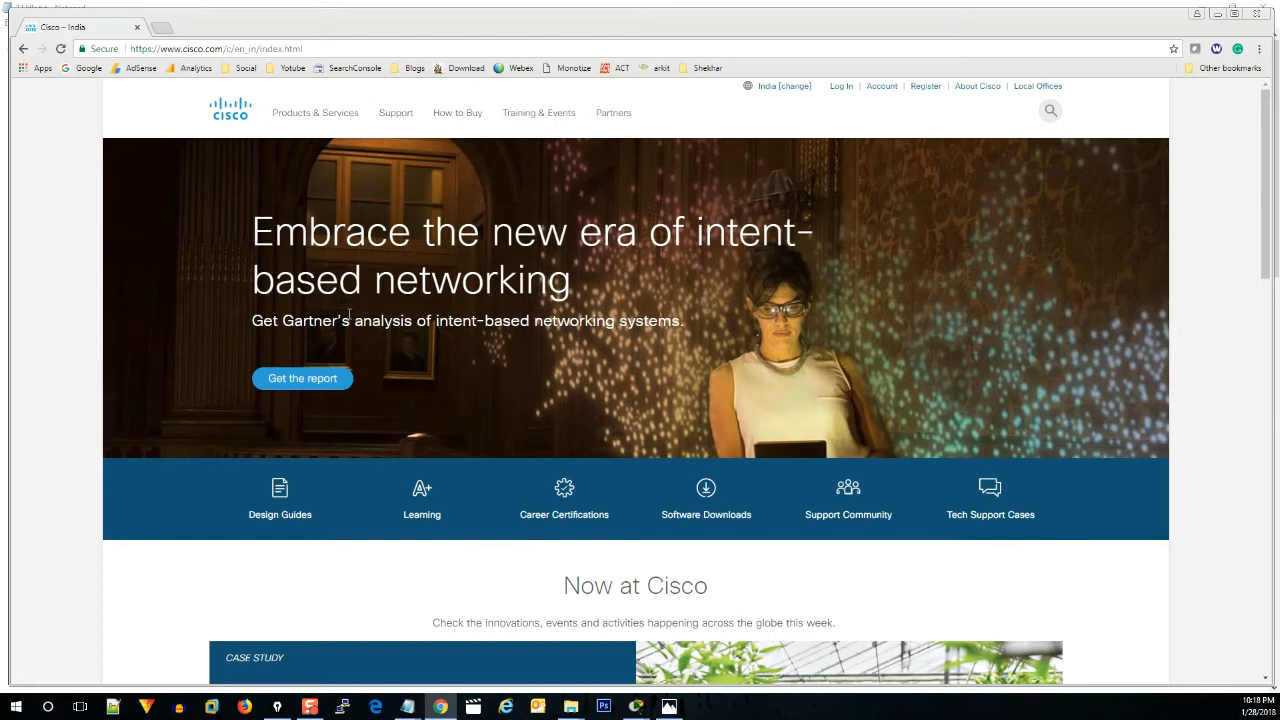 Cisco - India
Secure
https://www.cisco.com/c/en_in/index.html
Apps
Google
AdSense
Analytics
Social
Yotube
SearchConsole
Blogs
Download
Webex
Monotize
ACT
arkit
Shekhar
Other bookmarks
India [change]
Log In | Account | Register | About Cisco | Local Offices
CISCO
Products & Services
Support
How to Buy
Training & Events
Partners
Embrace the new era of intent-
based networking
Get Gartner's analysis of intent-based networking systems.
Get the report
Design Guides
Learning
Career Certifications
Software Downloads
Support Community
Tech Support Cases
Now at Cisco
Check the innovations, events and activities happening across the globe this week.
CASE STUDY
10:18 PM
1/28/2018